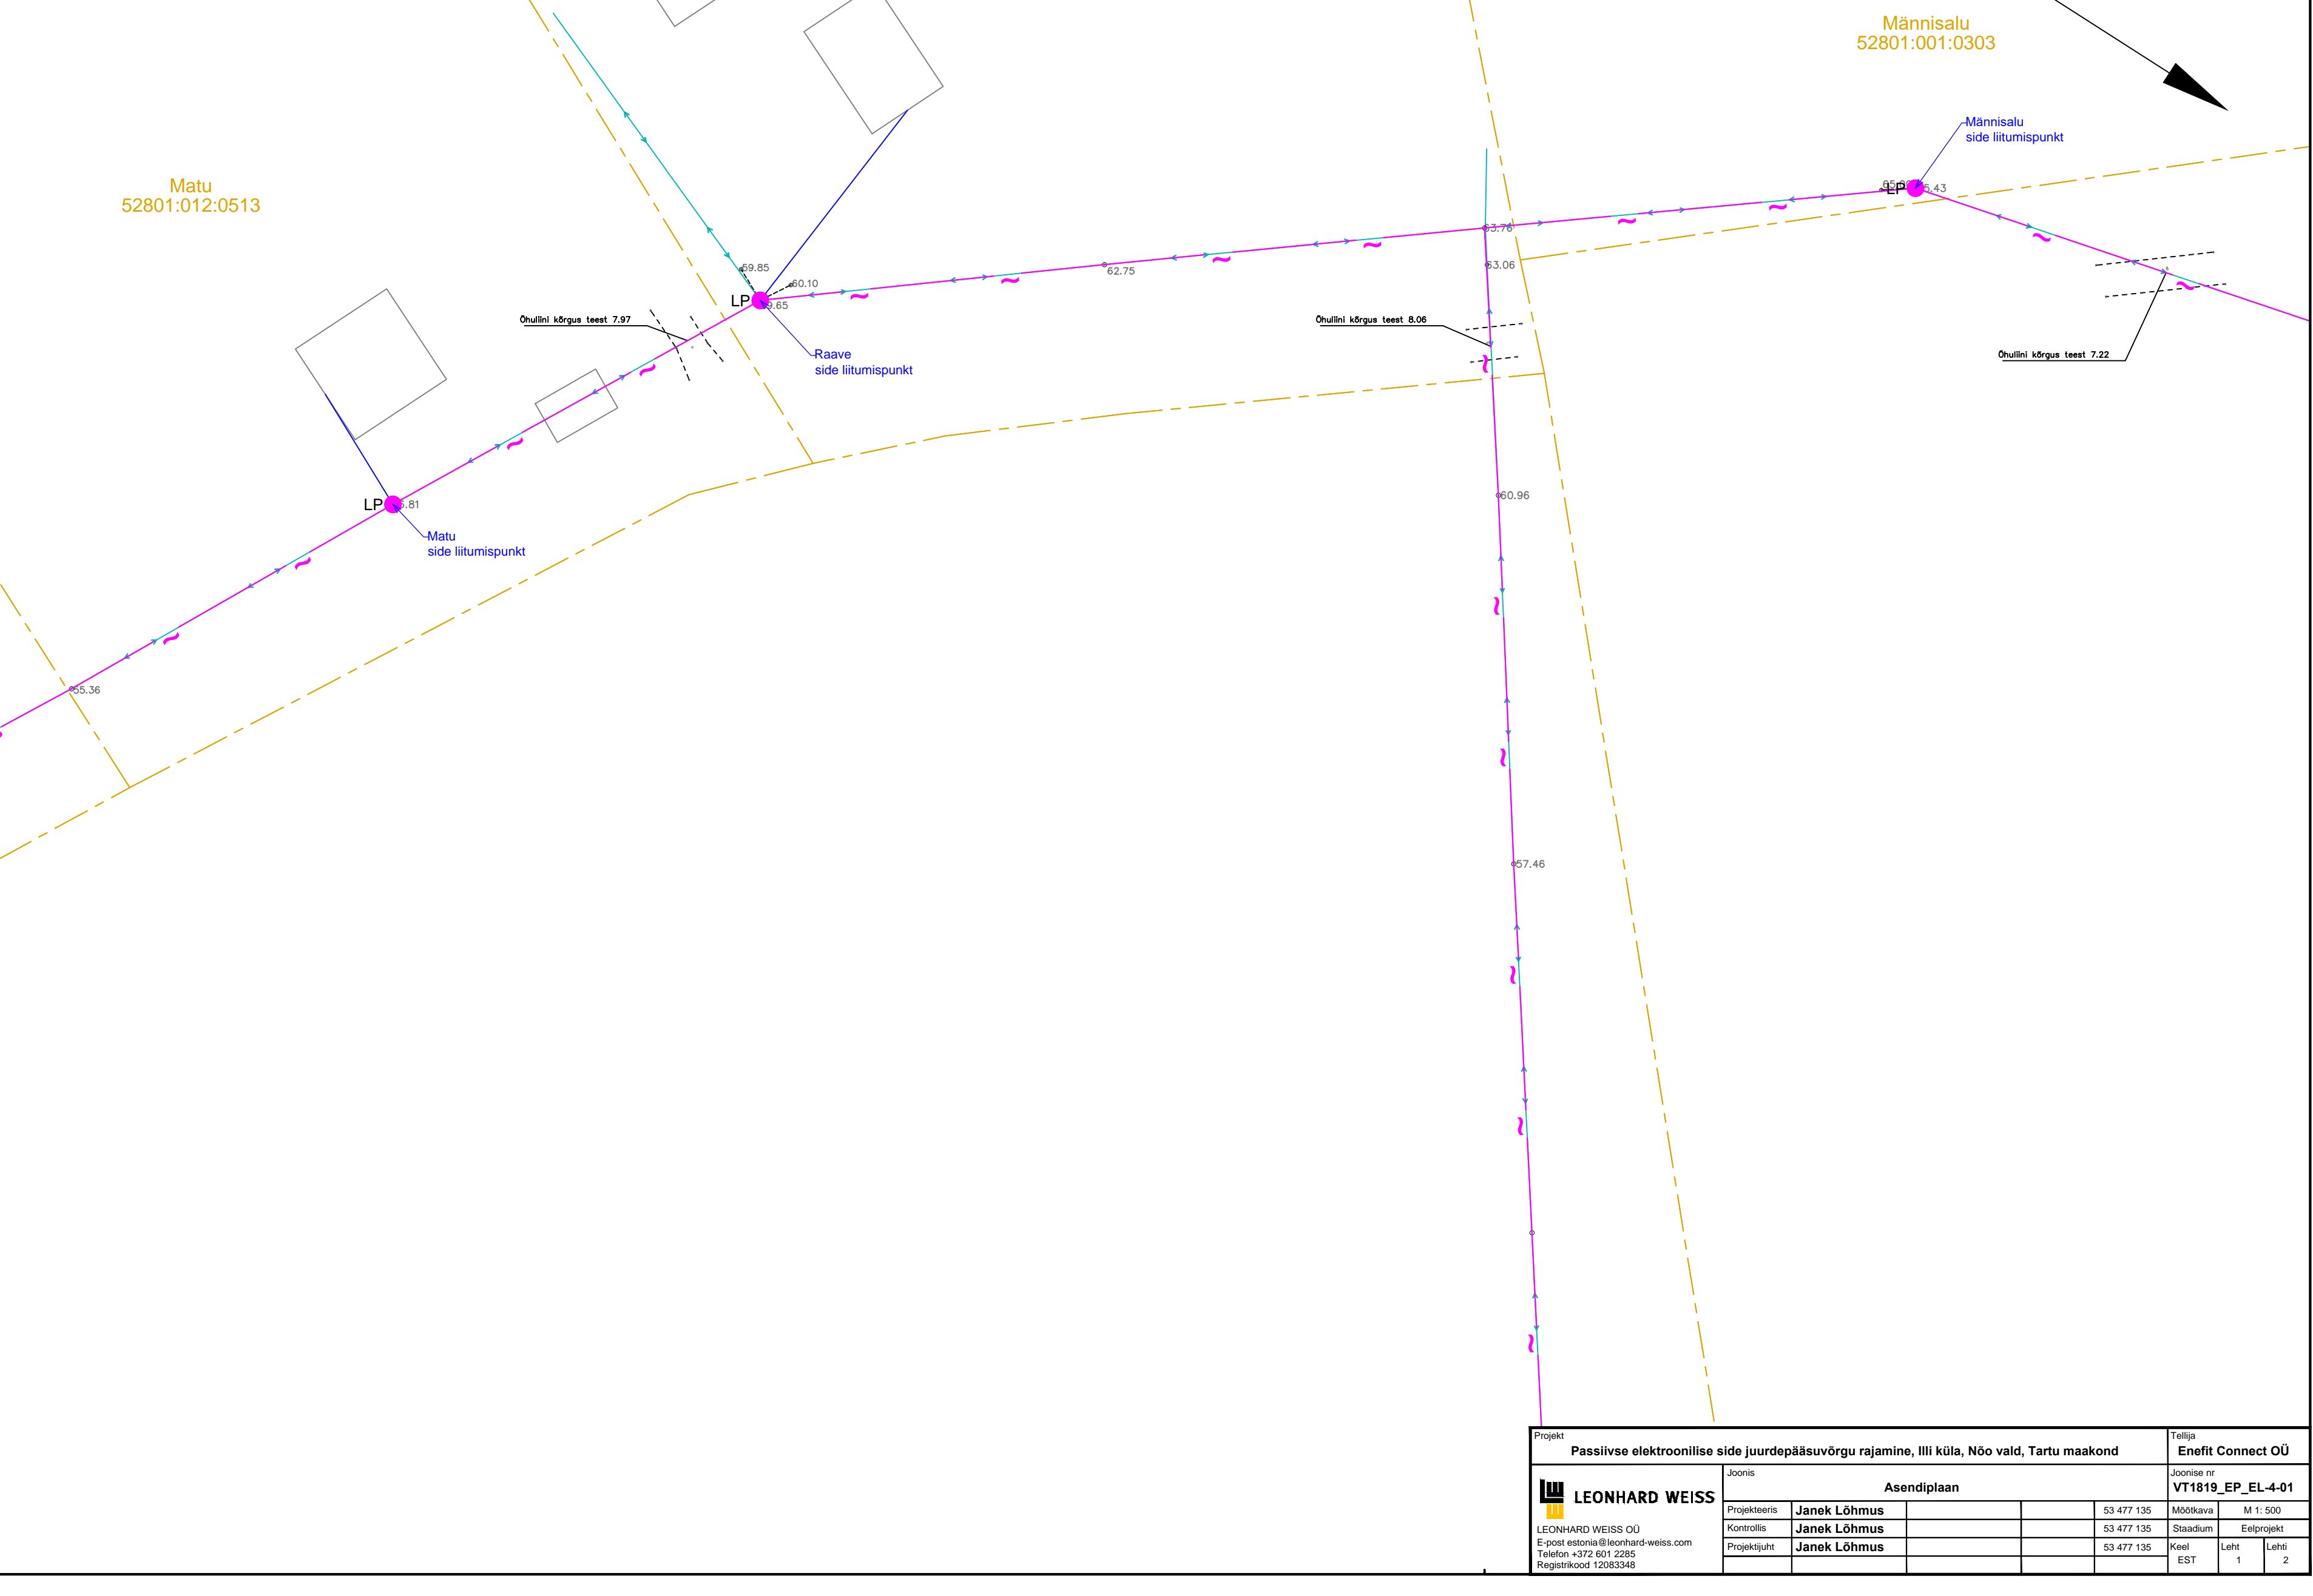 Männisalu
52801:001:0303
Männisalu
side liitumispunkt
LP
Matu
52801:012:0513
63.76
63.06
59.85
60.10
LP
62.75
Õhuliini kõrgus teest 7.97
Õhuliini kõrgus teest 8.06
Õhuliini kõrgus teest 7.22
Raave
side liitumispunkt
LP
Matu
side liitumispunkt
60.96
55.36
57.46
Projekt
Passiivse elektroonilise side juurdepääsuvõrgu rajamine, Illi küla, Nõo vald, Tartu maakond
Tellija
Enefit Connect OÜ
LEONHARD WEISS
LEONHARD WEISS OÜ
E-post estonia@leonhard-weiss.com
Telefon +372 601 2285
Registrikood 12083348
Joonis
Asendiplaan
Joonise nr
VT1819_EP_EL-4-01
Projekteeris Janek Lõhmus 53 477 135 Mõõtkava M 1: 500
Kontrollis Janek Lõhmus 53 477 135 Staadium Eelprojekt
Projektijuht Janek Lõhmus 53 477 135 Keel Leht Lehti
EST 1 2